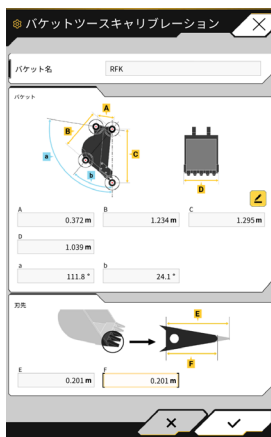 バケットツースキャリブレーション
バケット名
RFK
バケット
A
B
C
a
b
D
A
B
C
0.372 m
1.234 m
1.295 m
D
1.039 m
a
b
111.8 °
24.1 °
刃先
E
F
E
F
0.201 m
0.201 m